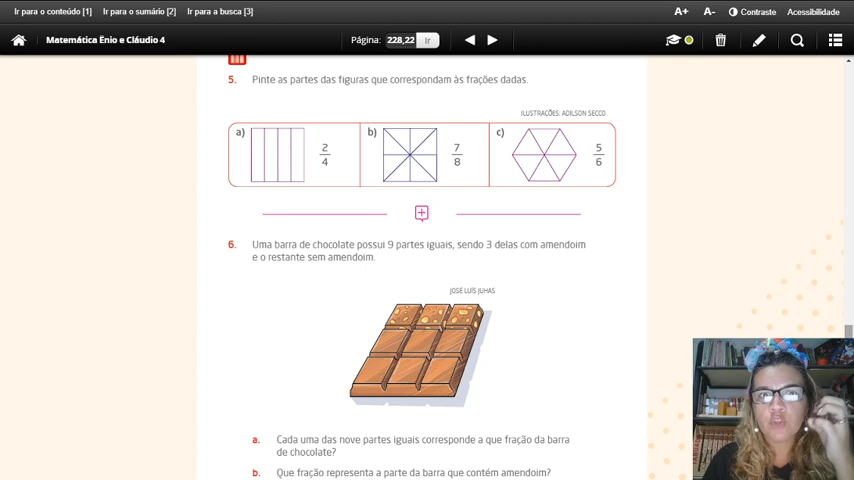 Ir para o conteúdo [1] Ir para o sumário [2] Ir para a busca [3] A+ A- Contraste Acessibilidade
Matemática Enio e Cláudio 4 Página: 228,22 Ir
5. Pinte as partes das figuras que correspondam às frações dadas.
ILUSTRAÇÕES: ADILSON SECCO
a) 2/4 b) 7/8 c) 5/6
6. Uma barra de chocolate possui 9 partes iguais, sendo 3 delas com amendoim
e o restante sem amendoim.
JOSÉ LUÍS JUHAS
a. Cada uma das nove partes iguais corresponde a que fração da barra
de chocolate?
b. Que fração representa a parte da barra que contém amendoim?